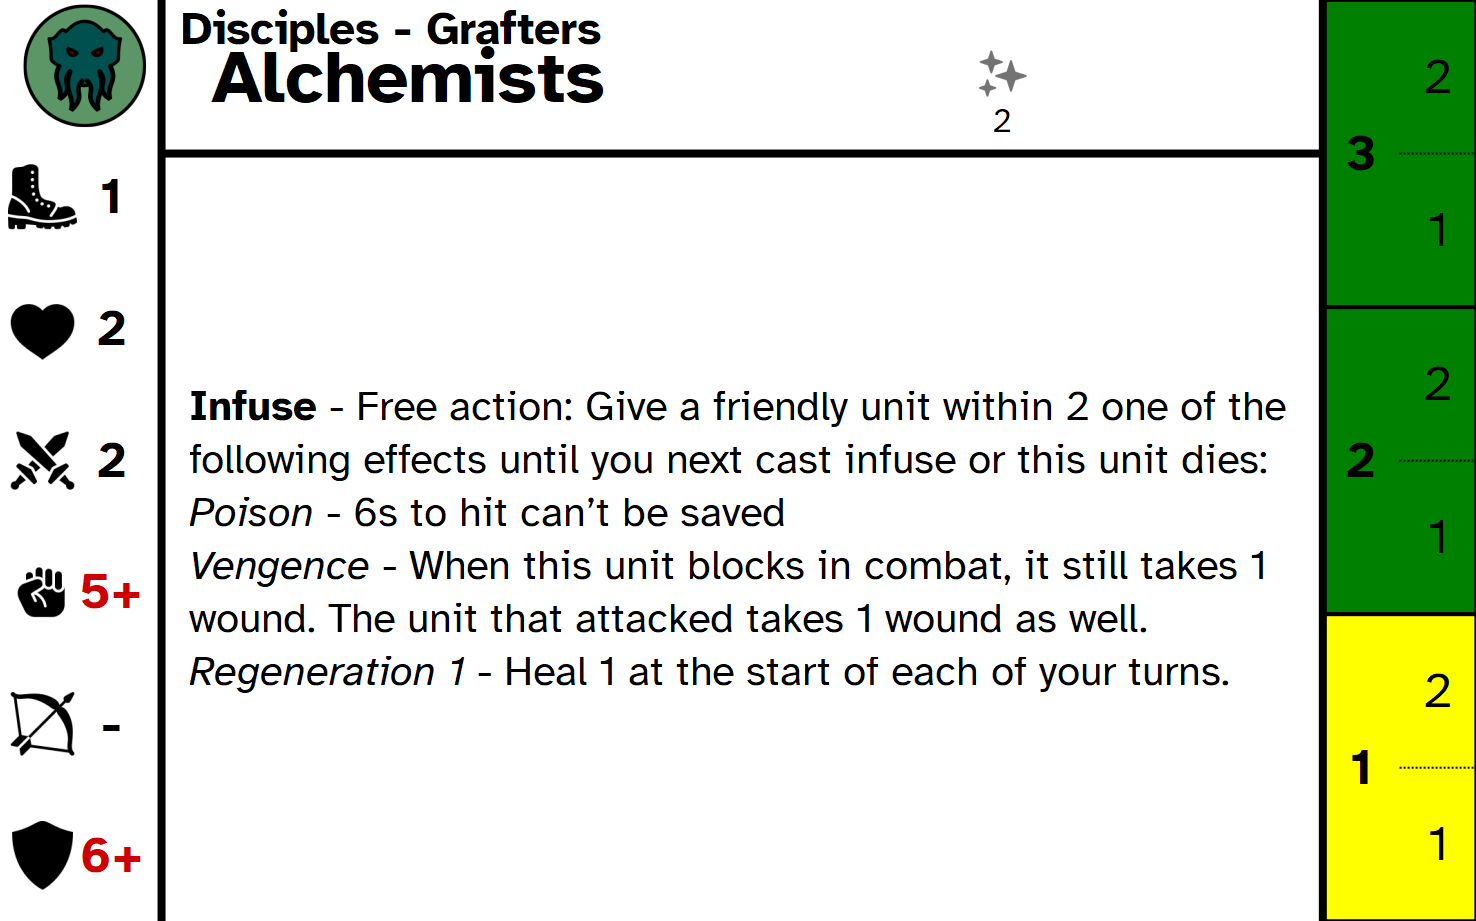 Disciples - Grafters
Alchemists
2
1
2
2
5+
-
6+
Infuse - Free action: Give a friendly unit within 2 one of the
following effects until you next cast infuse or this unit dies:
Poison - 6s to hit can’t be saved
Vengence - When this unit blocks in combat, it still takes 1
wound. The unit that attacked takes 1 wound as well.
Regeneration 1 - Heal 1 at the start of each of your turns.
2
3
1
2
2
1
2
1
1